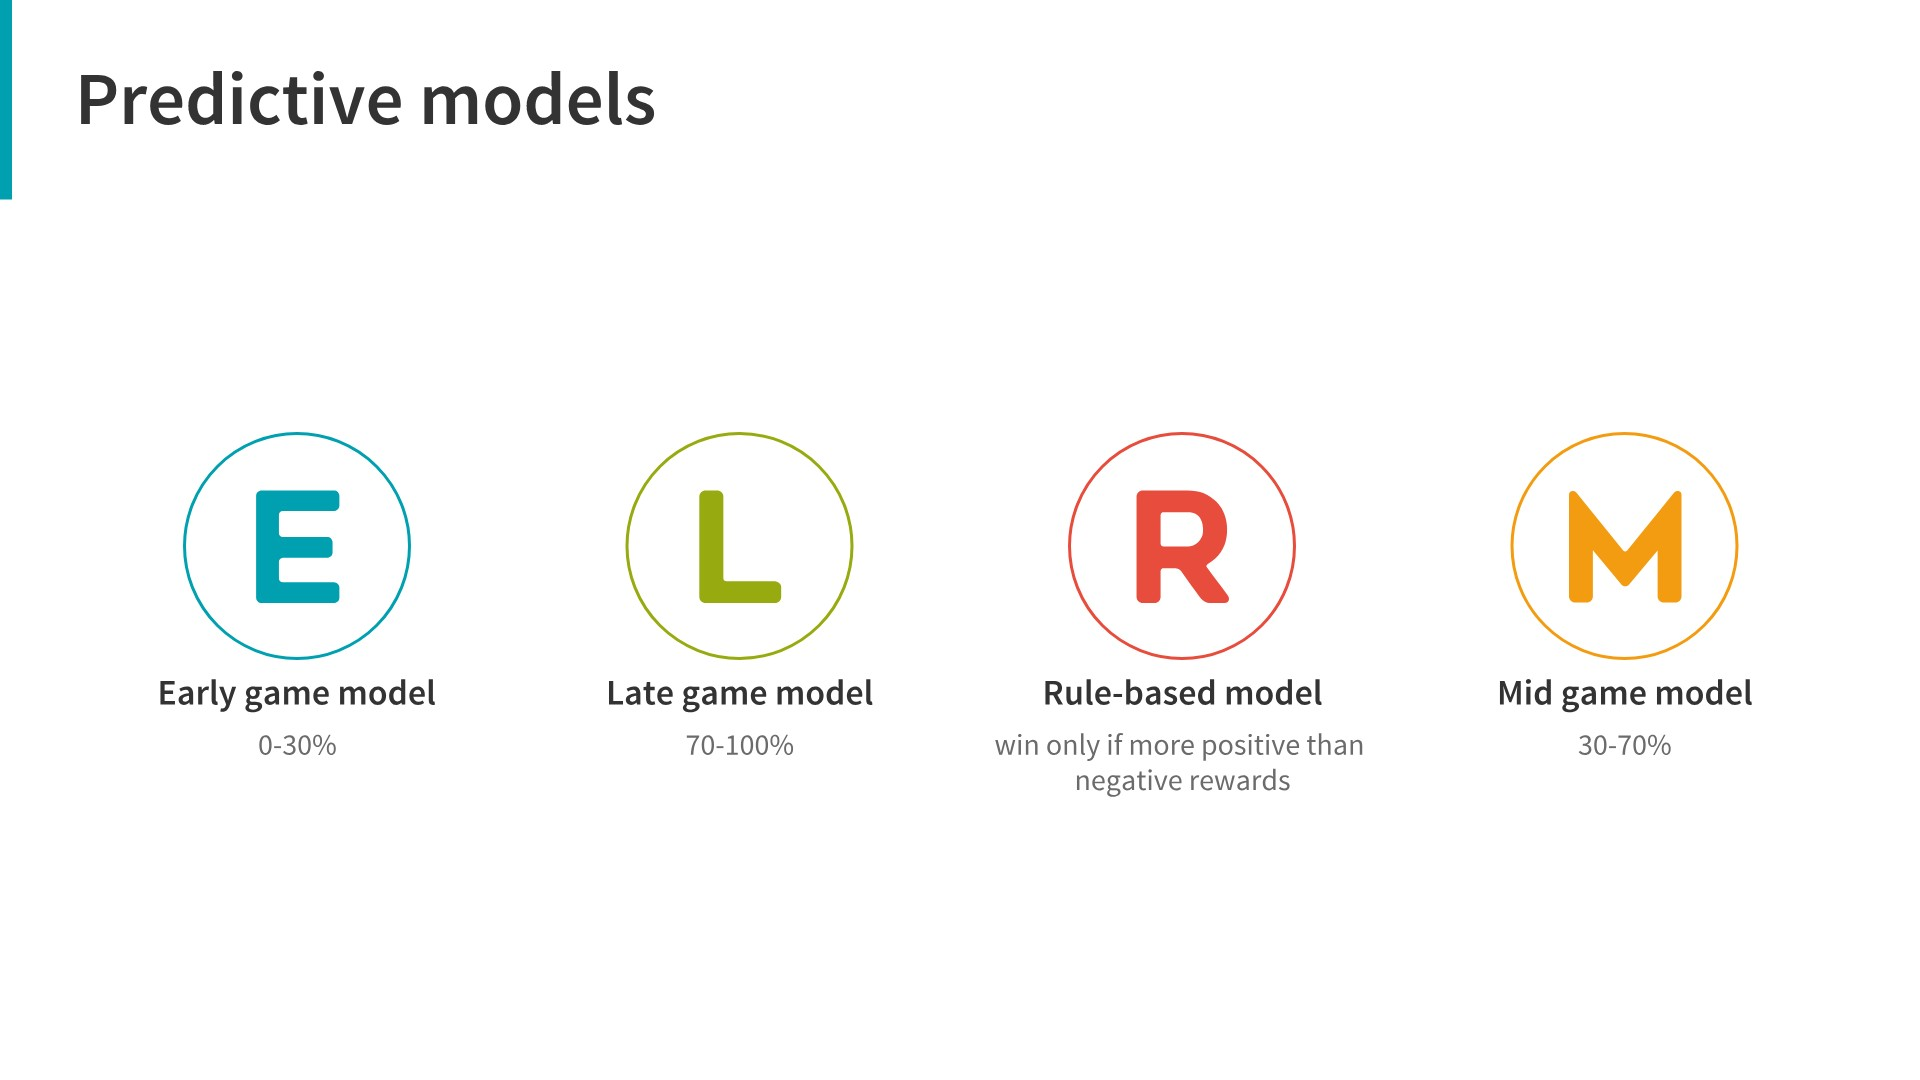 Predictive models
E
Early game model
0-30%
L
Late game model
70-100%
R
Rule-based model
win only if more positive than
negative rewards
M
Mid game model
30-70%